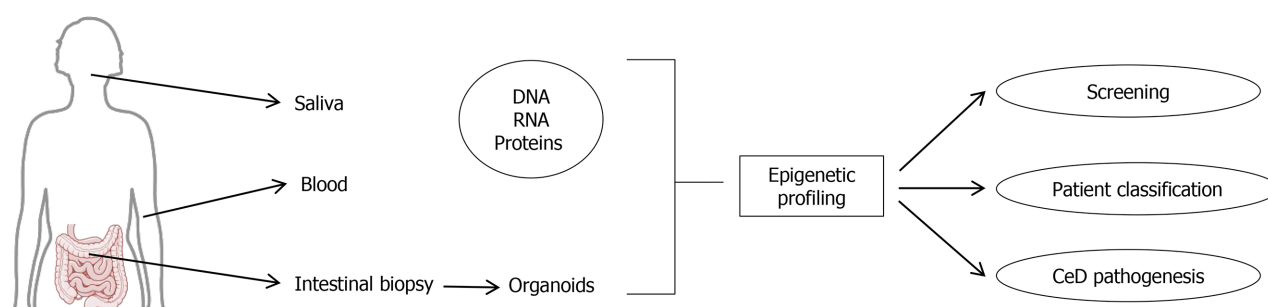 Saliva
Blood
Intestinal biopsy
Organoids
DNA
RNA
Proteins
Epigenetic
profiling
Screening
Patient classification
CeD pathogenesis